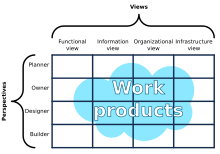 Views
Functional view
Information view
Organizational view
Infrastructure view
Perspectives
Planner
Owner
Designer
Builder
Work
products